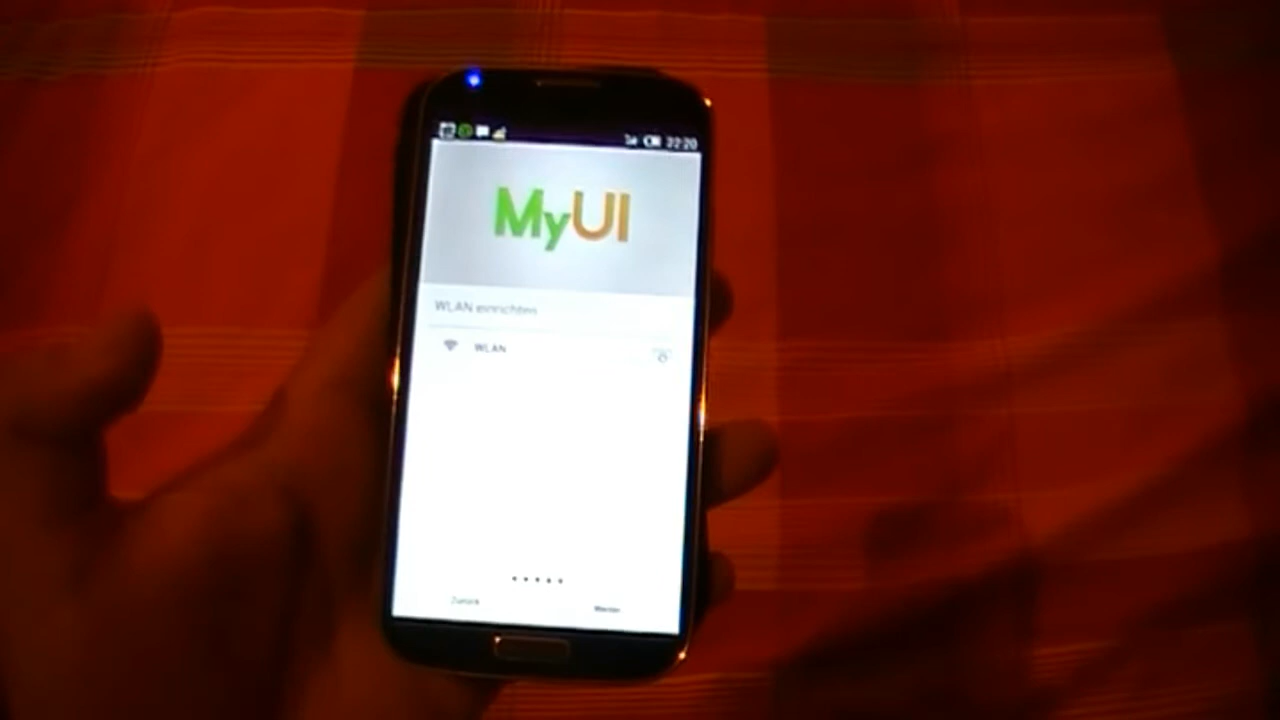 22:20
MyUI
WLAN einrichten
WLAN
Zurück
Weiter